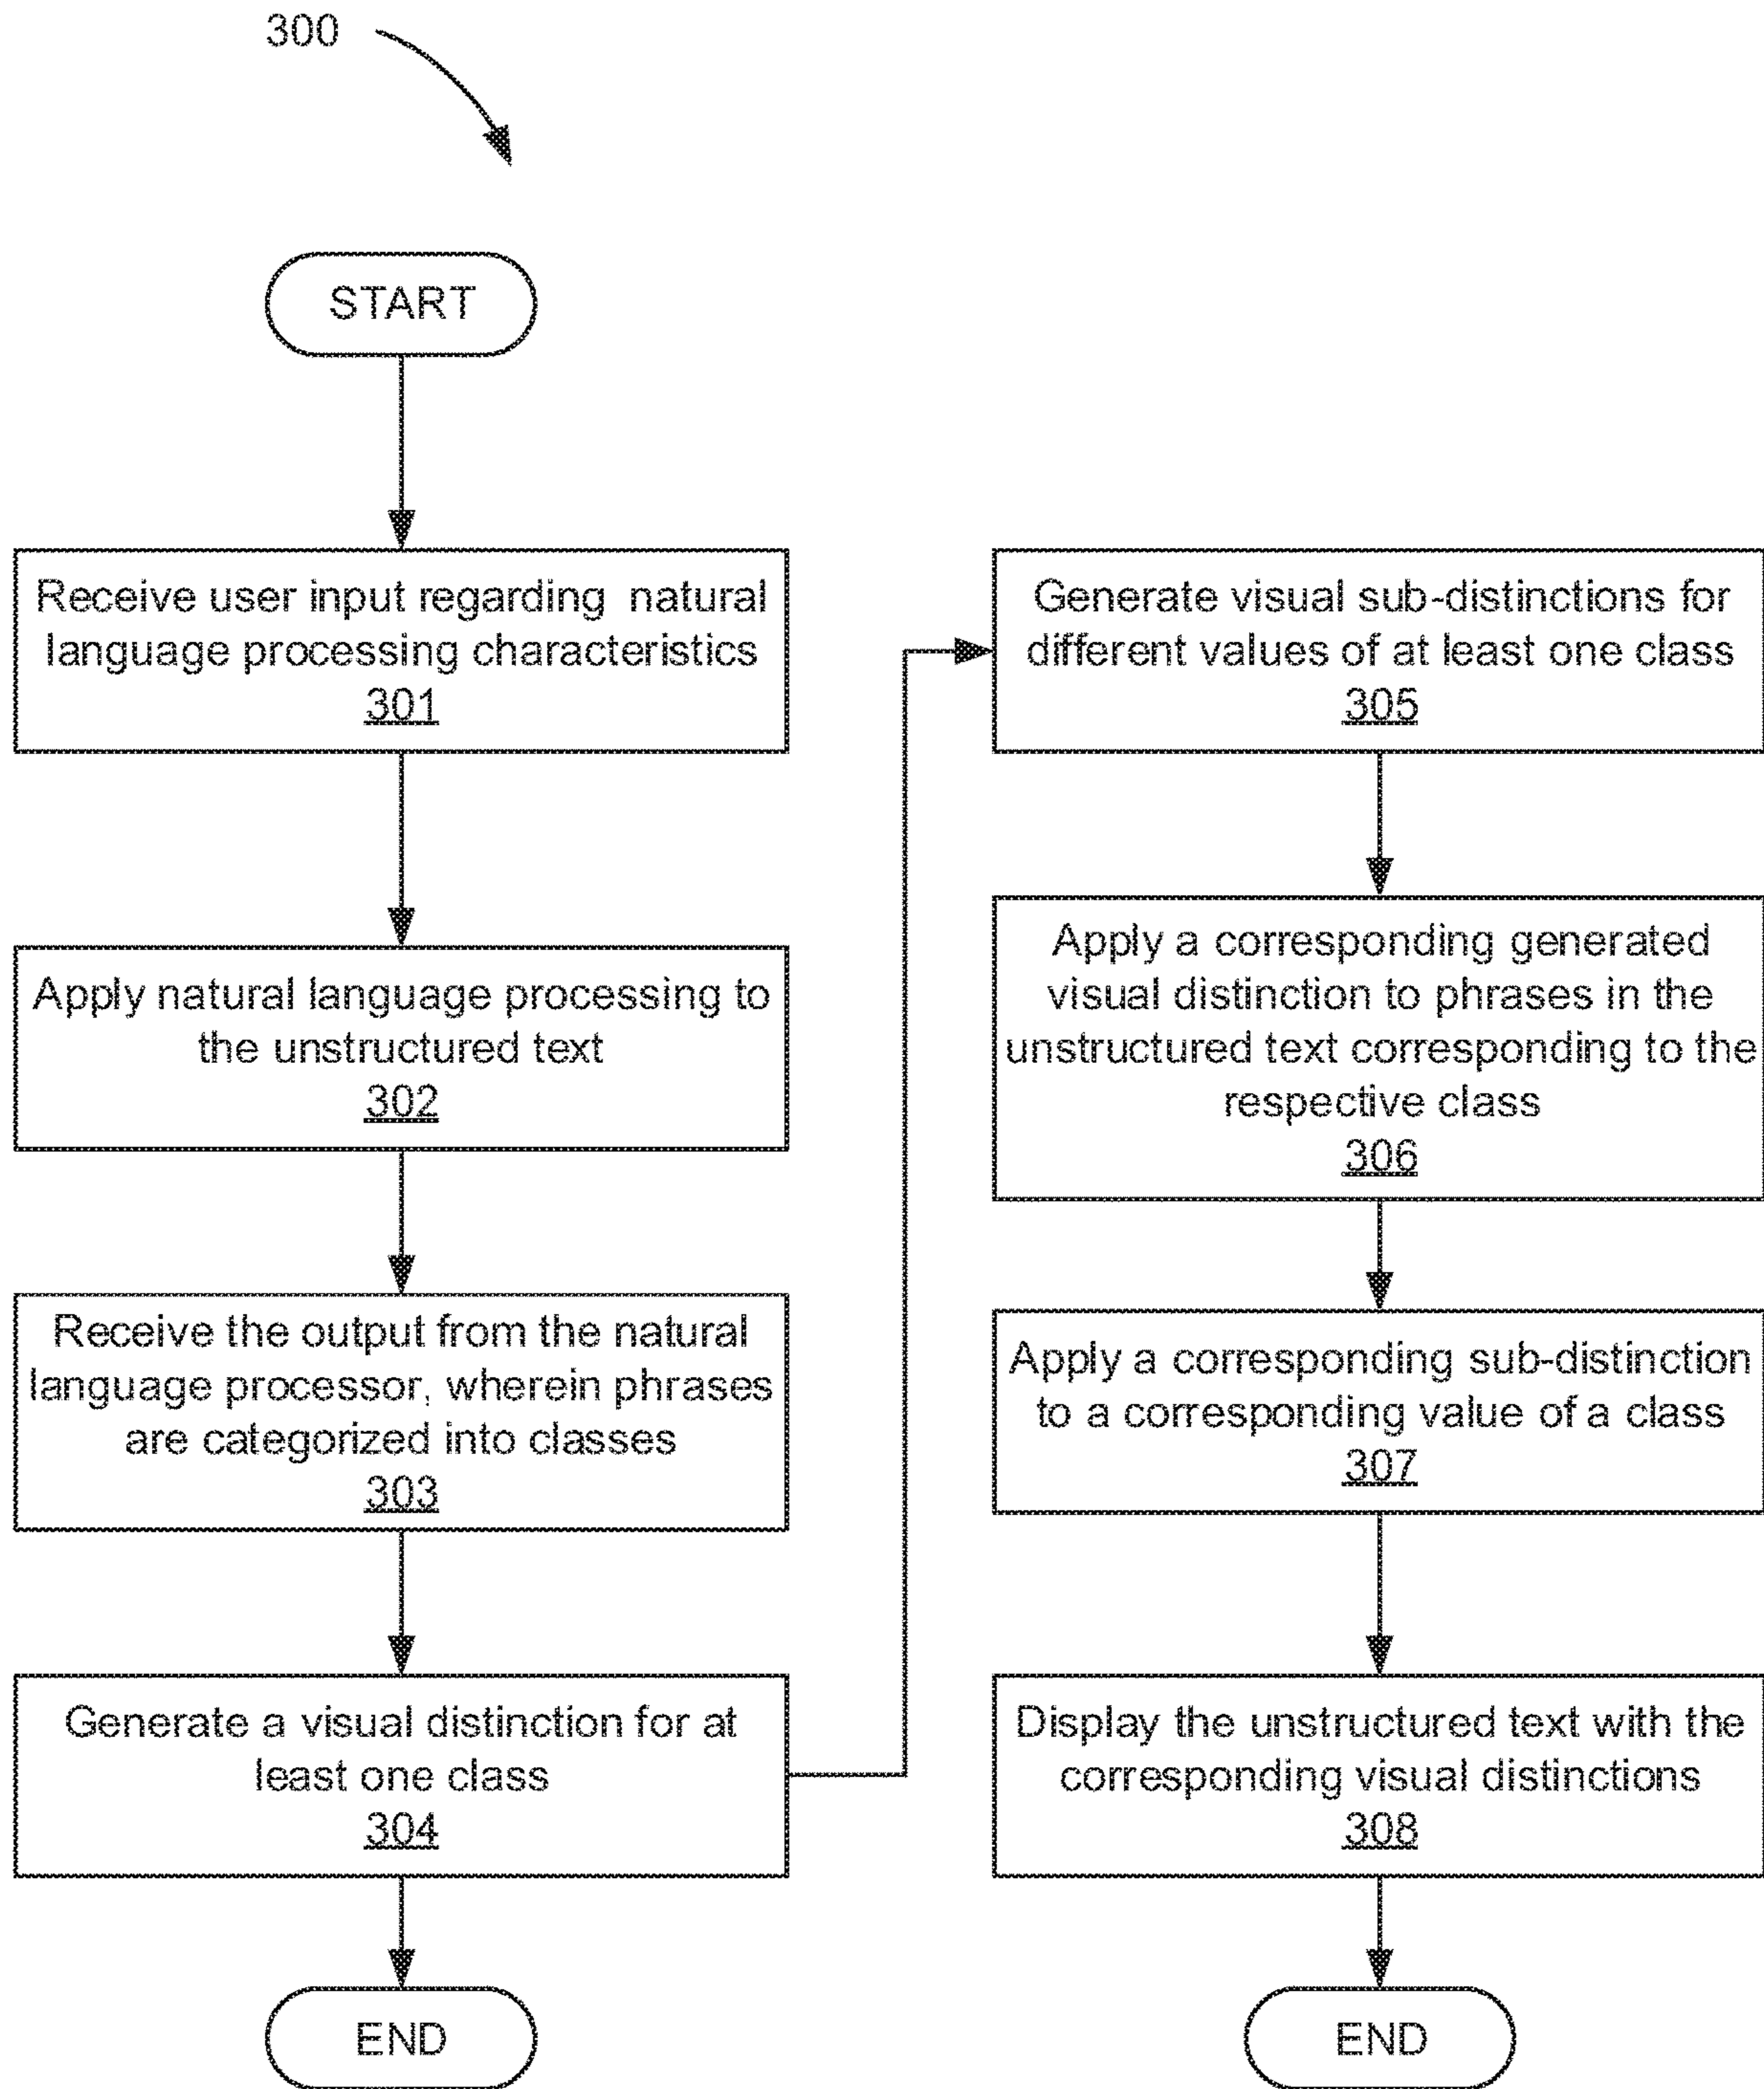 300
START
Receive user input regarding natural
language processing characteristics
301
Apply natural language processing to
the unstructured text
302
Receive the output from the natural
language processor, wherein phrases
are categorized into classes
303
Generate a visual distinction for at
least one class
304
END
Generate visual sub-distinctions for
different values of at least one class
305
Apply a corresponding generated
visual distinction to phrases in the
unstructured text corresponding to the
respective class
306
Apply a corresponding sub-distinction
to a corresponding value of a class
307
Display the unstructured text with the
corresponding visual distinctions
308
END